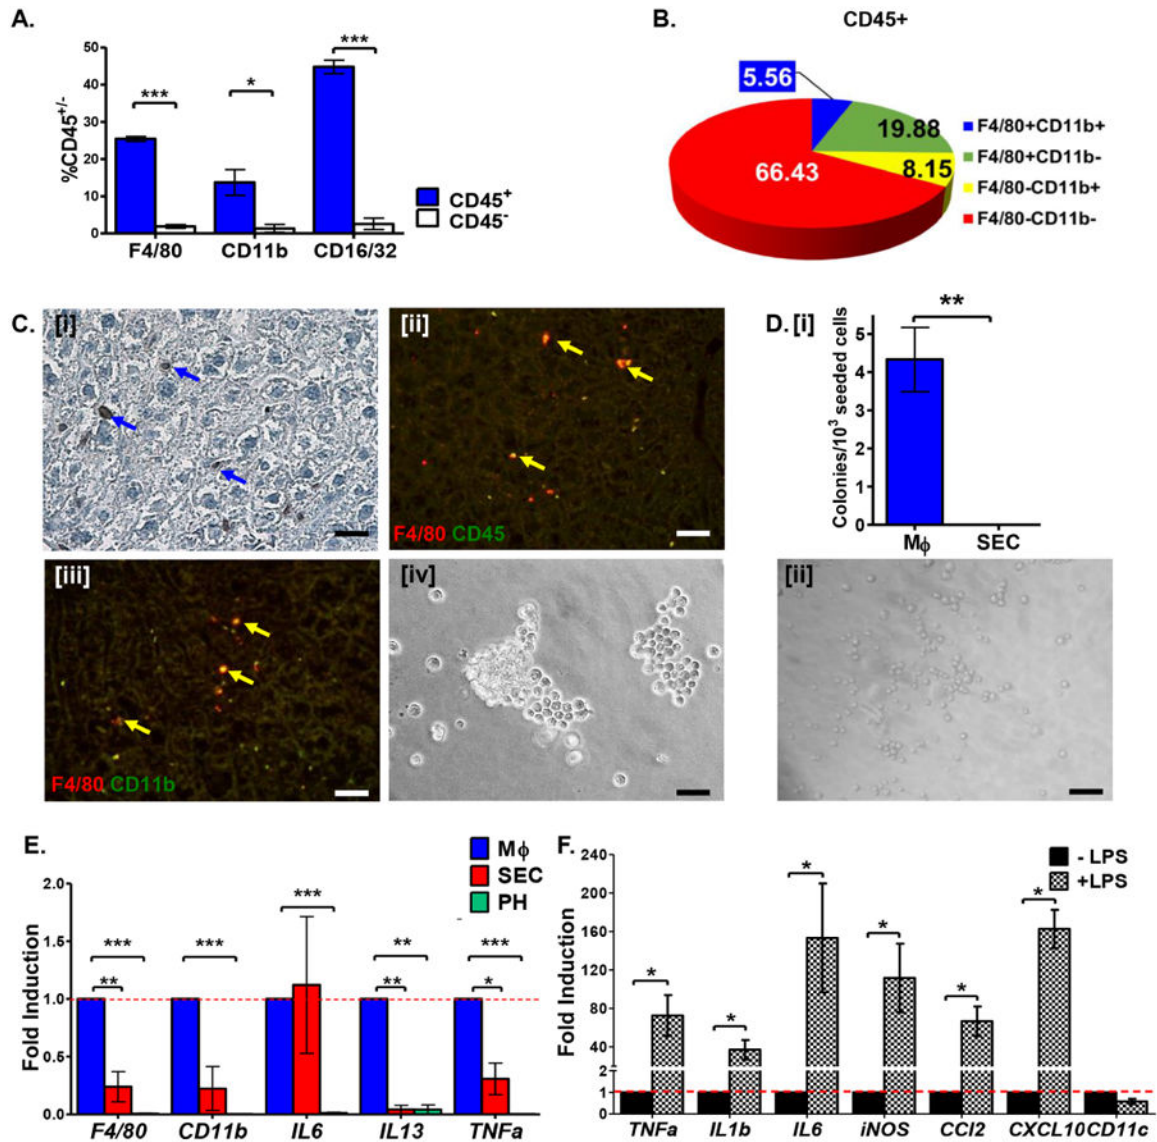 A.
%CD45+/-
50
40
30
20
10
0
***
*
***
F4/80 CD11b CD16/32
CD45+
CD45-
B.
CD45+
5.56
19.88
8.15
66.43
F4/80+CD11b+
F4/80+CD11b-
F4/80-CD11b+
F4/80-CD11b-
C.
[i]
[ii]
F4/80 CD45
[iii]
F4/80 CD11b
[iv]
D. [i]
Colonies/10³ seeded cells
5
4
3
2
1
0
**
Mϕ SEC
[ii]
E.
Mϕ
SEC
PH
Fold Induction
2.0
1.5
1.0
0.5
0.0
***
**
***
***
**
**
***
*
F4/80 CD11b IL6 IL13 TNFa
F.
- LPS
+LPS
Fold Induction
240
200
160
120
80
40
2
1
0
*
*
*
*
*
*
TNFa IL1b IL6 iNOS CCl2 CXCL10 CD11c